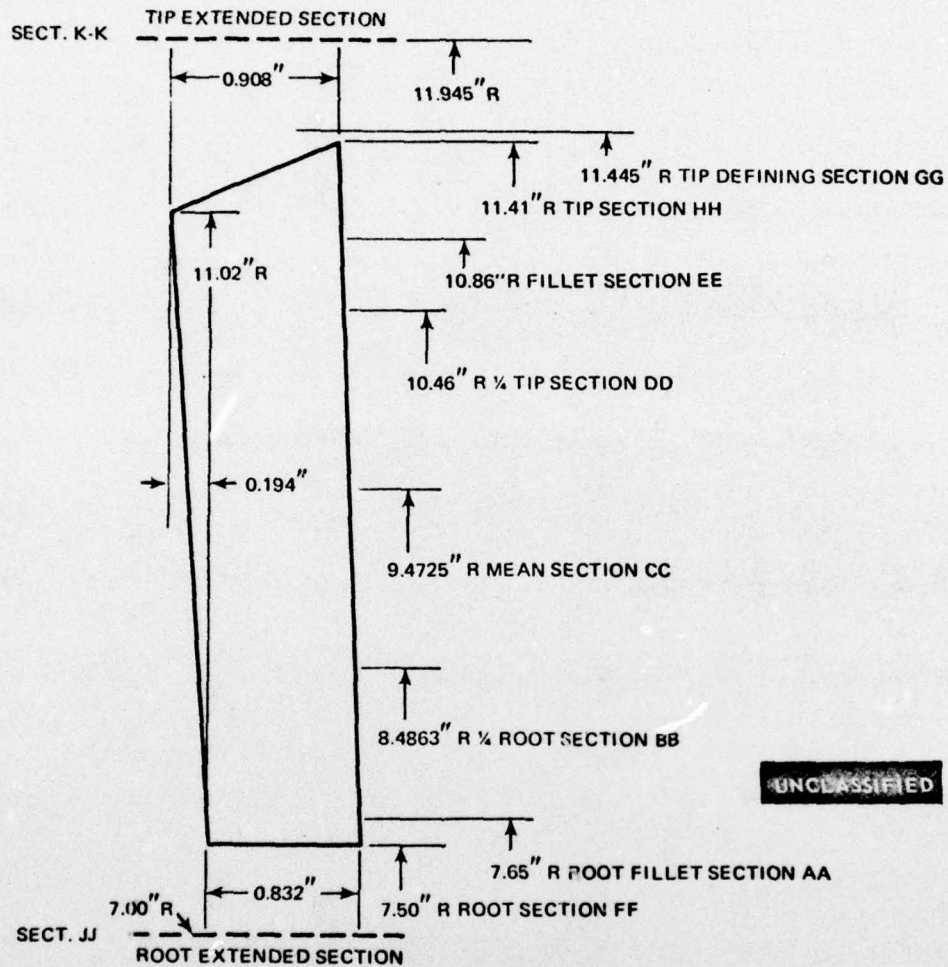 TIP EXTENDED SECTION
SECT. K-K
0.908"
11.945" R
11.445" R TIP DEFINING SECTION GG
11.41" R TIP SECTION HH
11.02" R
10.86" R FILLET SECTION EE
10.46" R ¼ TIP SECTION DD
0.194"
9.4725" R MEAN SECTION CC
8.4863" R ¼ ROOT SECTION BB
UNCLASSIFIED
7.65" R ROOT FILLET SECTION AA
0.832"
7.50" R ROOT SECTION FF
7.00" R
SECT. JJ
ROOT EXTENDED SECTION